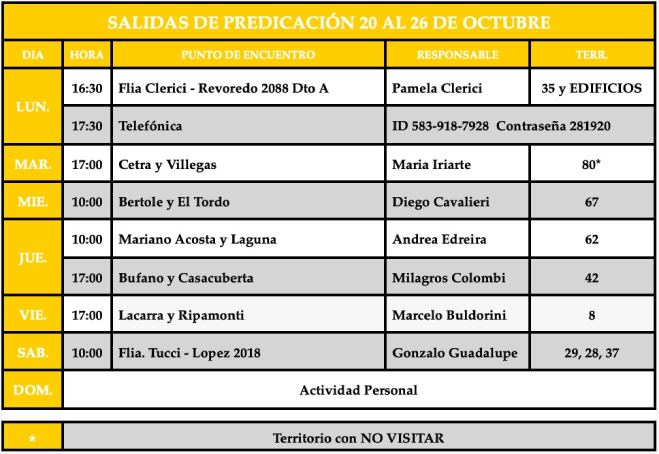 SALIDAS DE PREDICACIÓN 20 AL 26 DE OCTUBRE
DIA HORA PUNTO DE ENCUENTRO RESPONSABLE TERR.
LUN. 16:30 Flia Clerici - Revoredo 2088 Dto A Pamela Clerici 35 y EDIFICIOS
17:30 Telefónica ID 583-918-7928 Contraseña 281920
MAR. 17:00 Cetra y Villegas Maria Iriarte 80*
MIE. 10:00 Bertole y El Tordo Diego Cavalieri 67
JUE. 10:00 Mariano Acosta y Laguna Andrea Edreira 62
17:00 Bufano y Casacuberta Milagros Colombi 42
VIE. 17:00 Lacarra y Ripamonti Marcelo Buldorini 8
SAB. 10:00 Flia. Tucci - Lopez 2018 Gonzalo Guadalupe 29, 28, 37
DOM. Actividad Personal
* Territorio con NO VISITAR